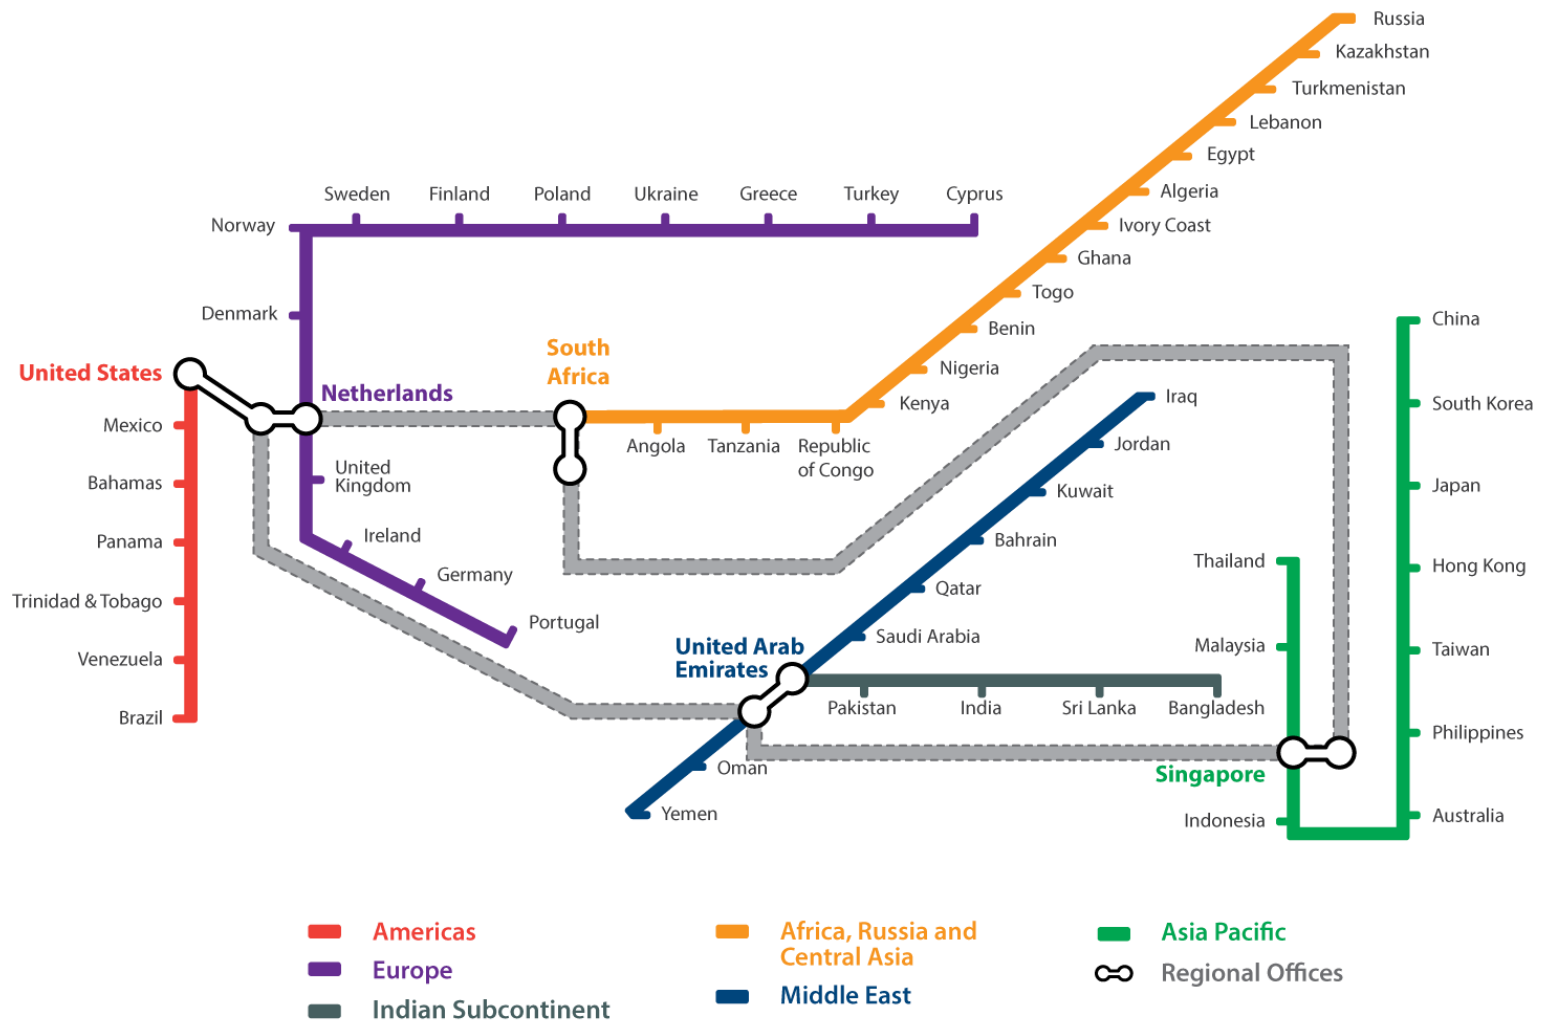 Russia
Kazakhstan
Turkmenistan
Lebanon
Egypt
Algeria
Ivory Coast
Ghana
Togo
Benin
Nigeria
Kenya
Sweden
Finland
Poland
Ukraine
Greece
Turkey
Cyprus
Norway
Denmark
United States
Netherlands
South
Africa
Angola
Tanzania
Republic
of Congo
Mexico
Bahamas
Panama
Trinidad & Tobago
Venezuela
Brazil
United
Kingdom
Ireland
Germany
Portugal
Iraq
Jordan
Kuwait
Bahrain
Qatar
Saudi Arabia
United Arab
Emirates
Pakistan
India
Sri Lanka
Bangladesh
Oman
Yemen
China
South Korea
Japan
Hong Kong
Taiwan
Philippines
Australia
Thailand
Malaysia
Singapore
Indonesia
Americas
Europe
Indian Subcontinent
Africa, Russia and
Central Asia
Middle East
Asia Pacific
Regional Offices